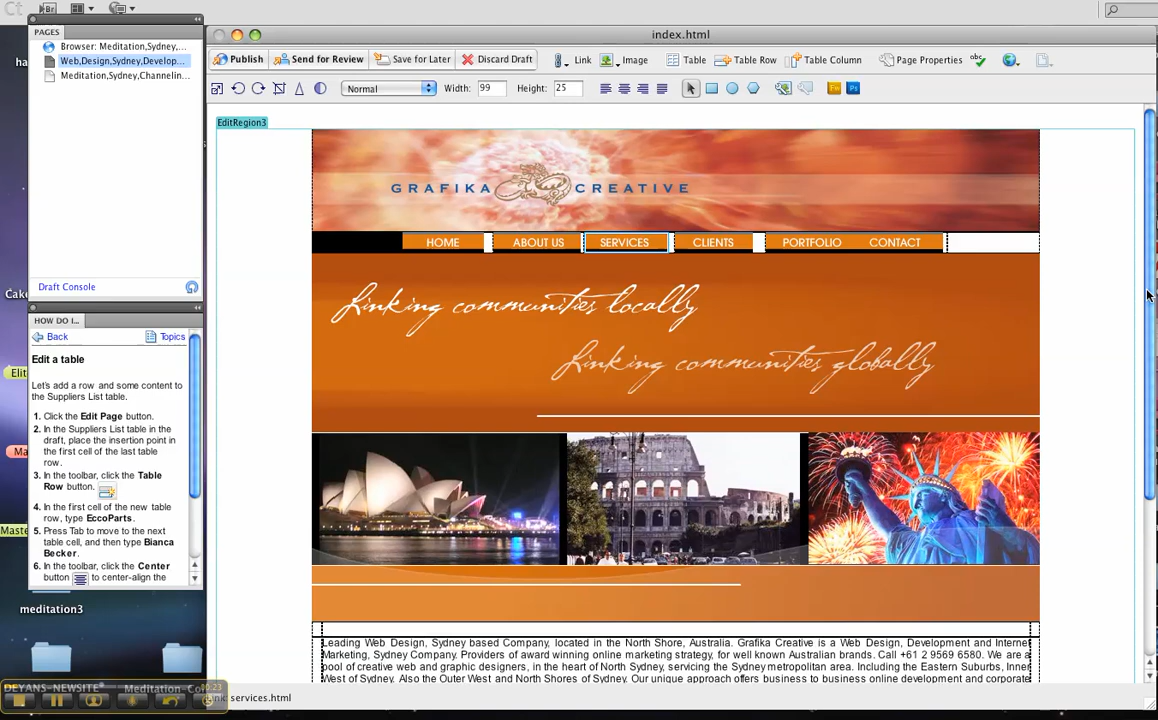 Br
PAGES
Browser: Meditation,Sydney,...
Web,Design,Sydney,Develop...
Meditation,Sydney,Channelin...
Draft Console
HOW DO I...
Back
Topics
Edit a table
Let's add a row and some content to
the Suppliers List table.
1. Click the Edit Page button.
2. In the Suppliers List table in the
draft, place the insertion point in
the first cell of the last table
row.
3. In the toolbar, click the Table
Row button.
4. In the first cell of the new table
row, type EccoParts.
5. Press Tab to move to the next
table cell, and then type Bianca
Becker.
6. In the toolbar, click the Center
button to center-align the
meditation3
DEYANS-NEWSITE
Meditation-Co
index.html
Publish
Send for Review
Save for Later
Discard Draft
Link
Image
Table
Table Row
Table Column
Page Properties
abc
Normal
Width: 99
Height: 25
Fw
Ps
EditRegion3
GRAFIKA CREATIVE
HOME
ABOUT US
SERVICES
CLIENTS
PORTFOLIO
CONTACT
Linking communities locally
Linking communities globally
Leading Web Design, Sydney based Company, located in the North Shore, Australia. Grafika Creative is a Web Design, Development and Internet
Marketing, Sydney Company. Providers of award winning online marketing strategy, for well known Australian brands. Call +61 2 9569 6580. We are a
pool of creative web and graphic designers, in the heart of North Sydney, servicing the Sydney metropolitan area. Including the Eastern Suburbs, Inner
West of Sydney. Also the Outer West and North Shores of Sydney. Our unique approach offers business to business online development and corporate
services.html